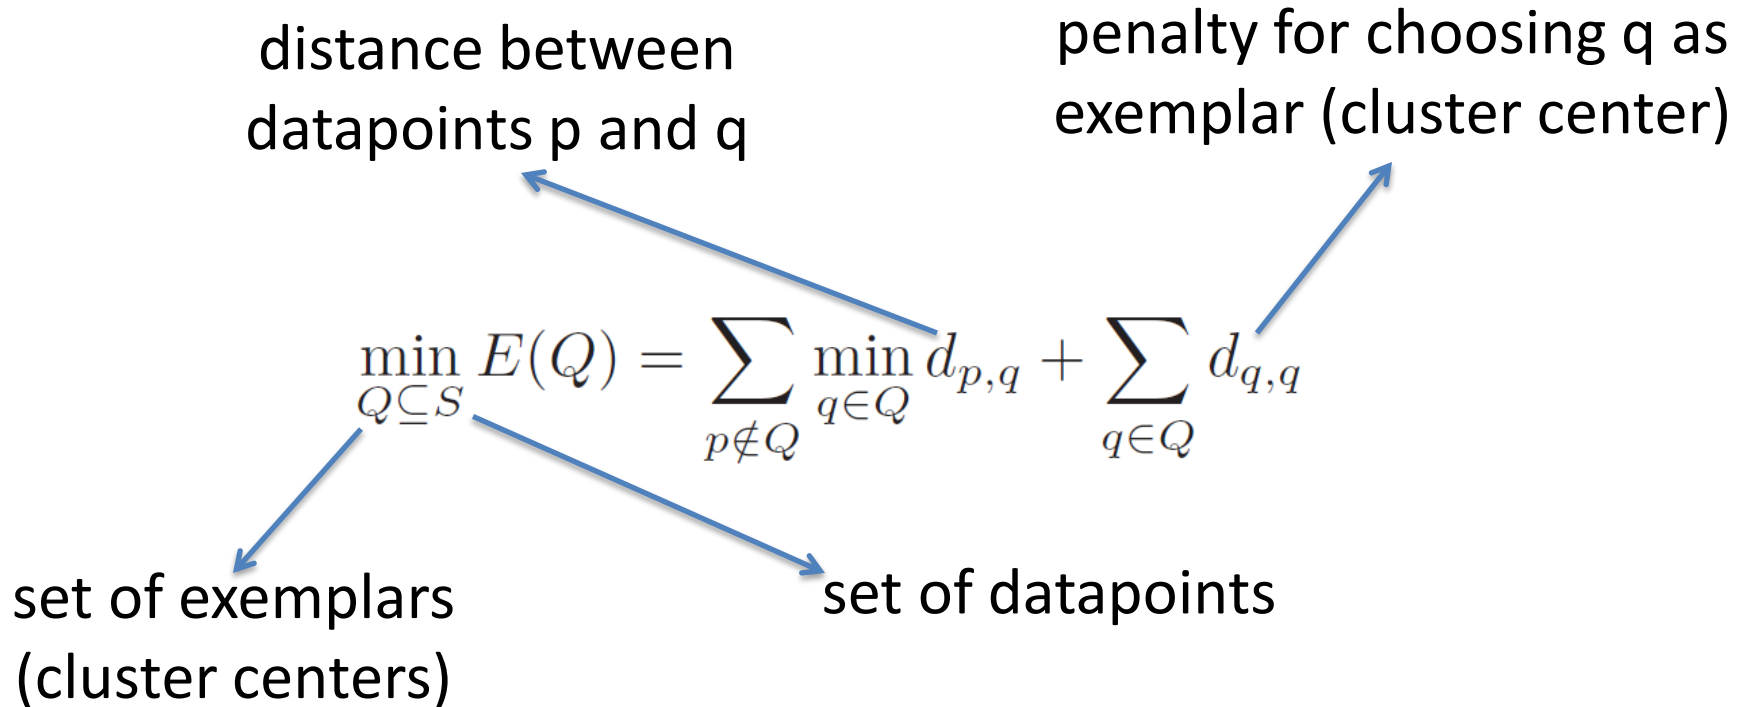 distance between
datapoints p and q
penalty for choosing q as
exemplar (cluster center)
min E(Q) = ∑ min d_{p,q} + ∑ d_{q,q}
Q⊆S p∉Q q∈Q q∈Q
set of exemplars
(cluster centers)
set of datapoints